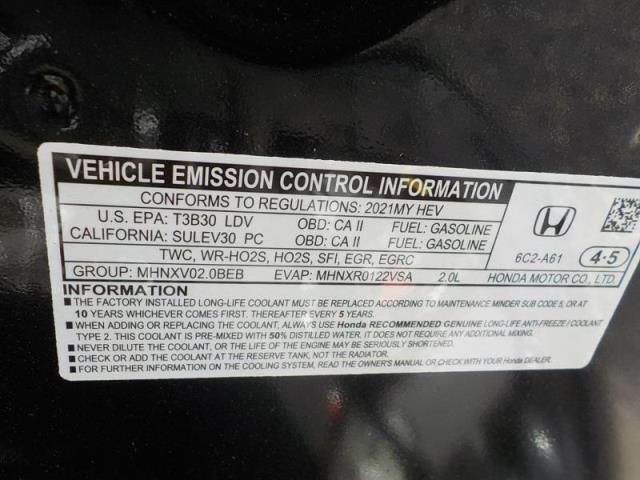 VEHICLE EMISSION CONTROL INFORMATION
CONFORMS TO REGULATIONS: 2021MY HEV
U.S. EPA: T3B30 LDV OBD: CA II FUEL: GASOLINE
CALIFORNIA: SULEV30 PC OBD: CA II FUEL: GASOLINE
TWC, WR-HO2S, HO2S, SFI, EGR, EGRC
GROUP: MHNXV02.0BEB EVAP: MHNXR0122VSA 2.0L
6C2-A61 4·5
HONDA MOTOR CO., LTD.
INFORMATION
■THE FACTORY INSTALLED LONG-LIFE COOLANT MUST BE REPLACED ACCORDING TO MAINTENANCE MINDER SUB CODE 5, OR AT
10 YEARS WHICHEVER COMES FIRST. THEREAFTER EVERY 5 YEARS.
■WHEN ADDING OR REPLACING COOLANT, ALWAYS USE Honda RECOMMENDED GENUINE LONG-LIFE ANTI-FREEZE / COOLANT
TYPE 2. THIS COOLANT IS PRE-MIXED WITH 50% DISTILLED WATER. IT DOES NOT REQUIRE ANY ADDITIONAL MIXING.
■NEVER DILUTE THE COOLANT, OR THE LIFE OF THE ENGINE MAY BE SERIOUSLY SHORTENED.
■CHECK OR ADD THE COOLANT AT THE RESERVE TANK, NOT THE RADIATOR.
■FOR FURTHER INFORMATION ON THE COOLING SYSTEM, READ THE OWNER'S MANUAL OR CHECK WITH YOUR Honda DEALER.